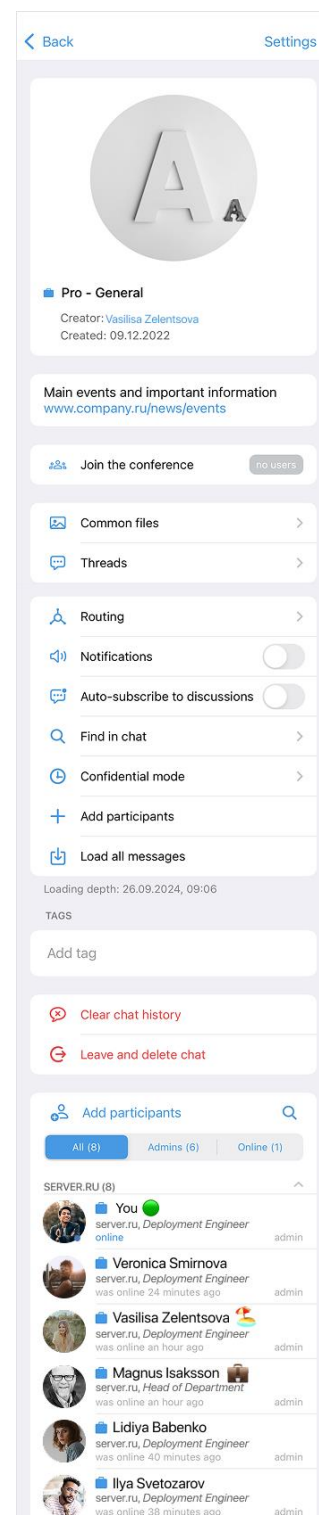 Back Settings
A A
Pro - General
Creator: Vasilisa Zelentsova
Created: 09.12.2022
Main events and important information
www.company.ru/news/events
Join the conference no users
Common files
Threads
Routing
Notifications
Auto-subscribe to discussions
Find in chat
Confidential mode
Add participants
Load all messages
Loading depth: 26.09.2024, 09:06
TAGS
Add tag
Clear chat history
Leave and delete chat
Add participants
All (8) Admins (6) Online (1)
SERVER.RU (8)
You
server.ru, Deployment Engineer
online admin
Veronica Smirnova
server.ru, Deployment Engineer
was online 24 minutes ago admin
Vasilisa Zelentsova
server.ru, Deployment Engineer
was online an hour ago admin
Magnus Isaksson
server.ru, Head of Department
was online an hour ago admin
Lidiya Babenko
server.ru, Deployment Engineer
was online 40 minutes ago admin
Ilya Svetozarov
server.ru, Deployment Engineer
was online 38 minutes ago admin